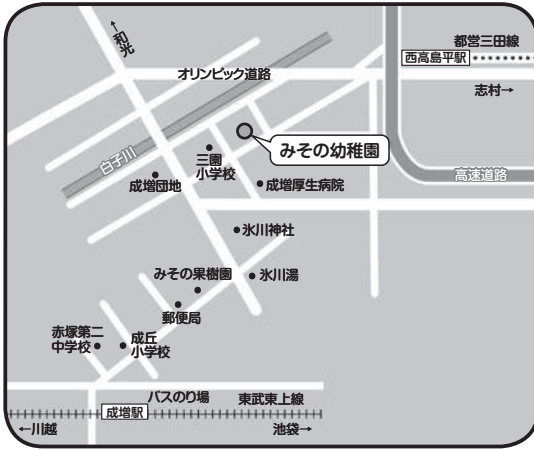 ←和光
都営三田線
西高島平駅
オリンピック道路
志村→
白子川
みその幼稚園
三園
小学校
成増団地
成増厚生病院
高速道路
氷川神社
みその果樹園
氷川湯
郵便局
赤塚第二
中学校
成丘
小学校
バスのり場
東武東上線
成増駅
←川越
池袋→